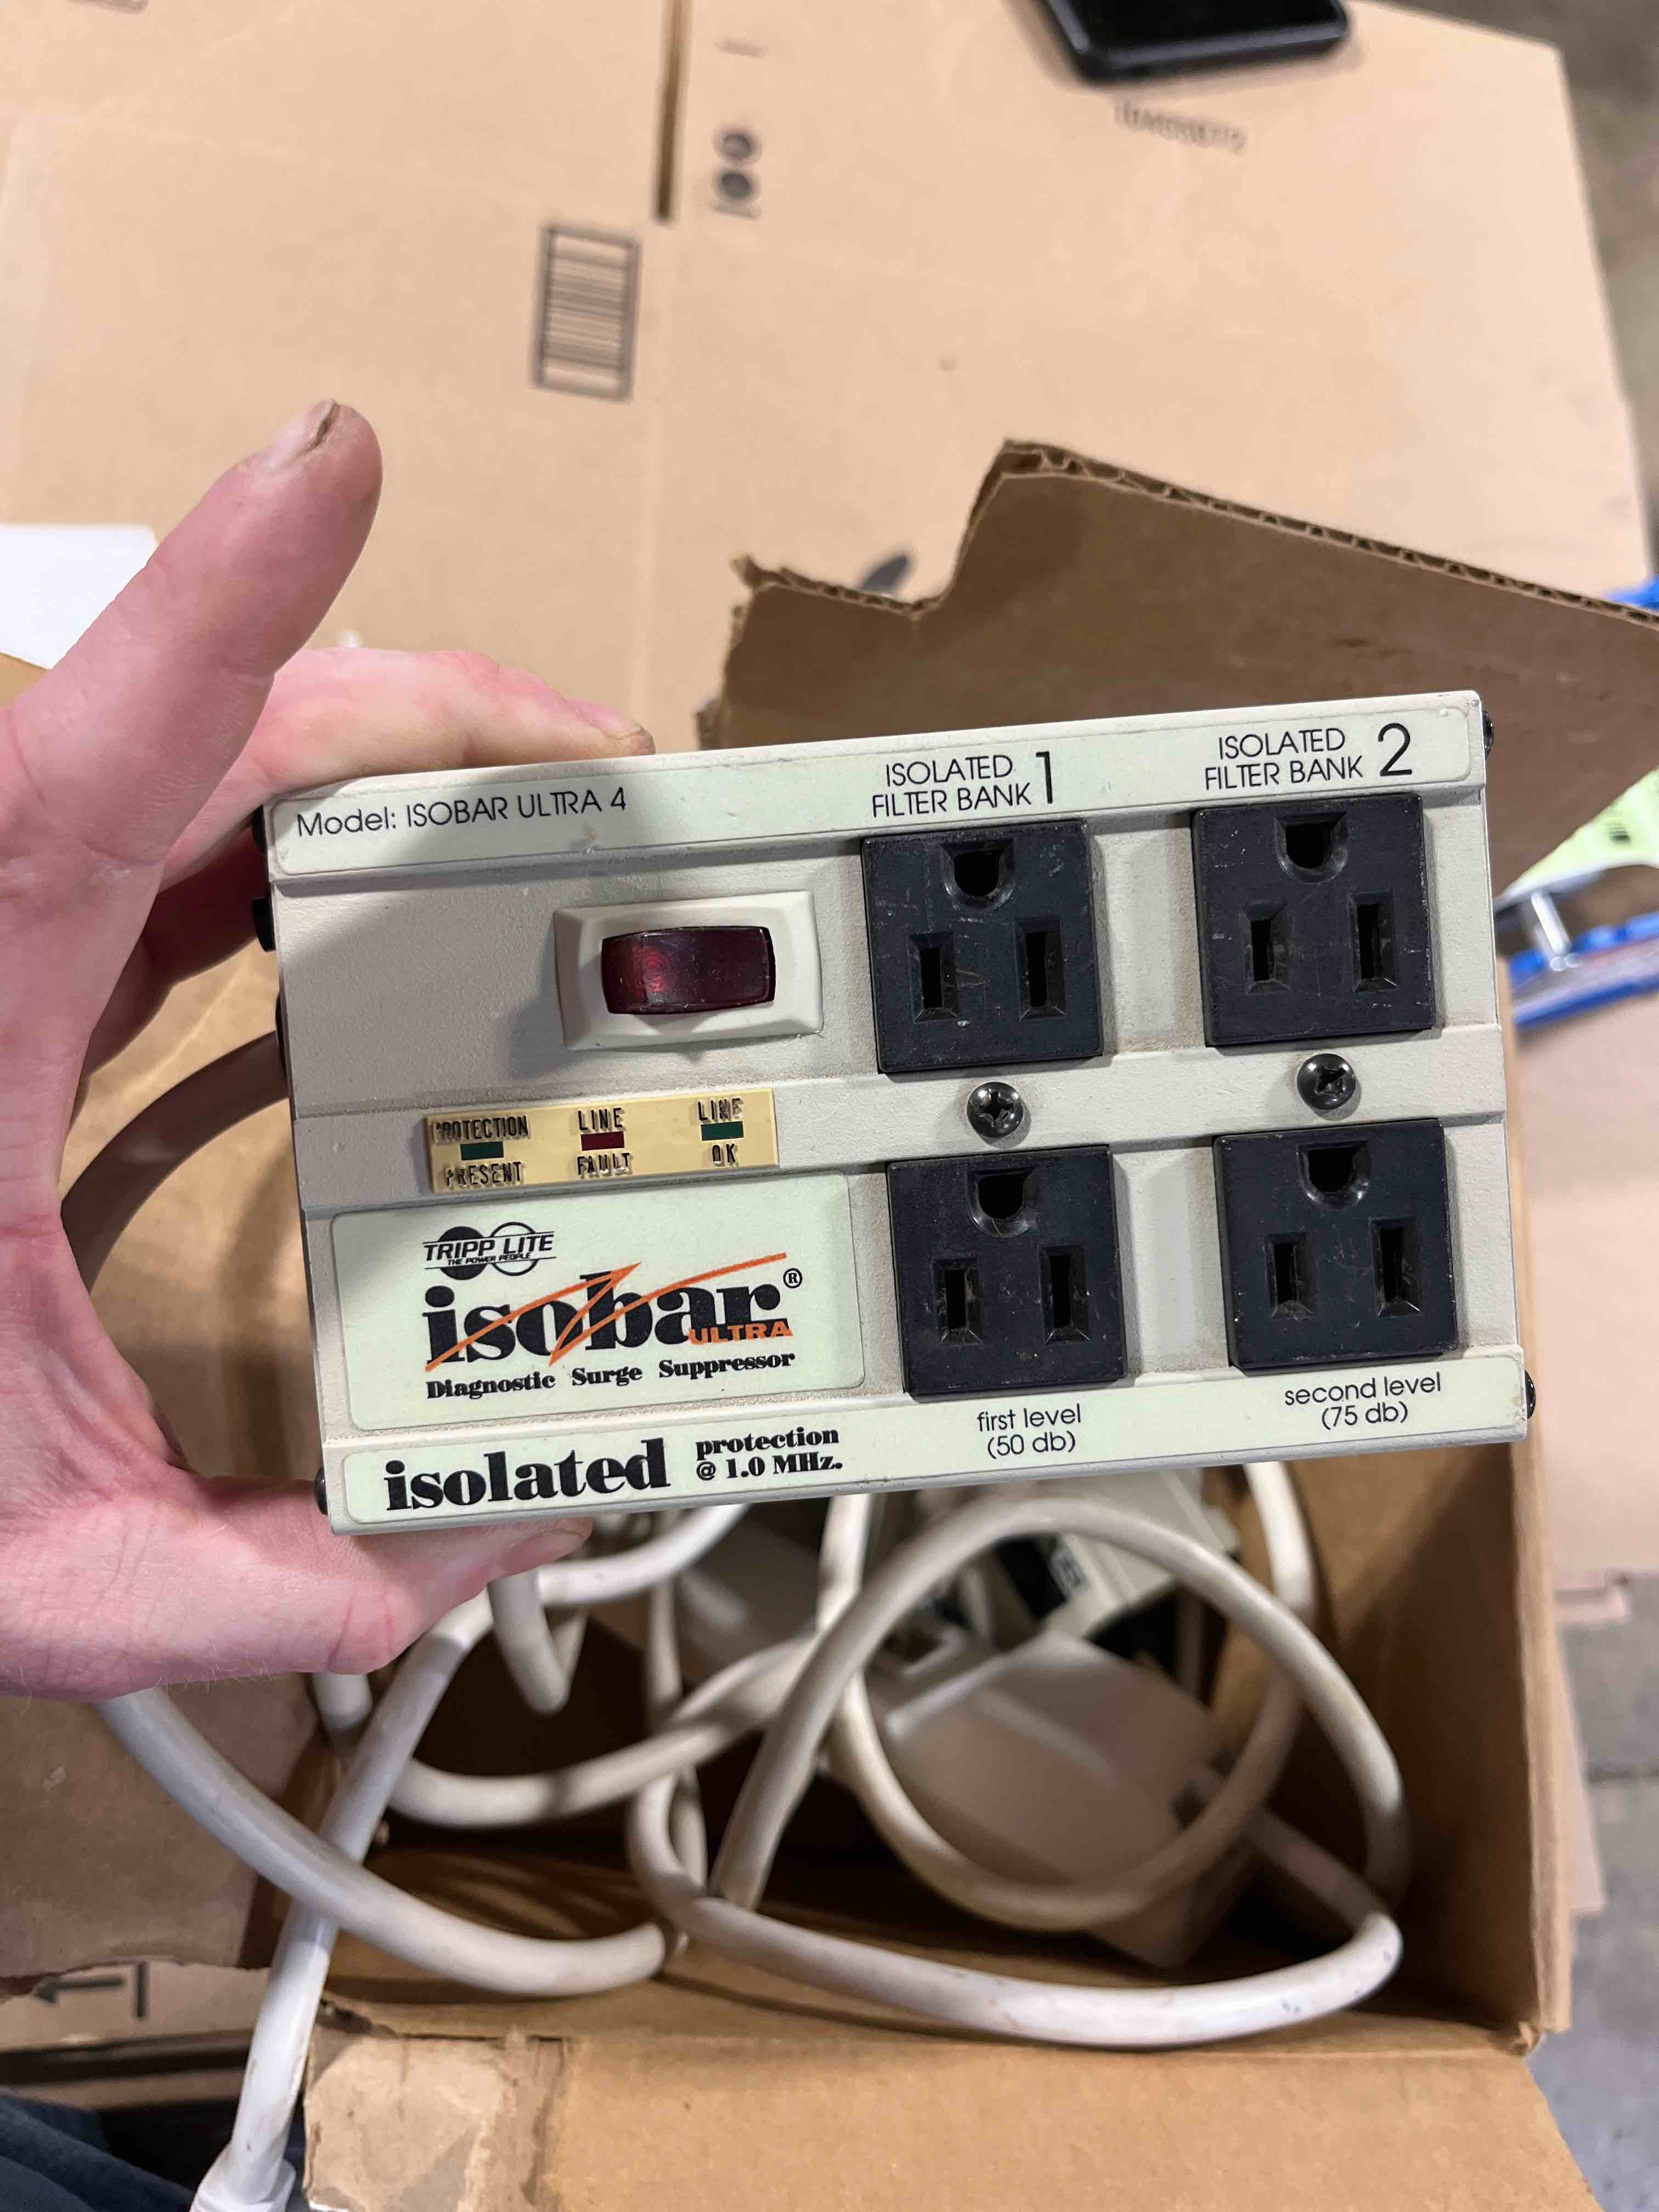 Model: ISOBAR ULTRA 4
ISOLATED
FILTER BANK 1
ISOLATED
FILTER BANK 2
PROTECTION
PRESENT
LINE
FAULT
LINE
OK
TRIPP LITE
THE POWER PEOPLE
isobar®
ULTRA
Diagnostic Surge Suppressor
isolated
protection
@ 1.0 MHz.
first level
(50 db)
second level
(75 db)